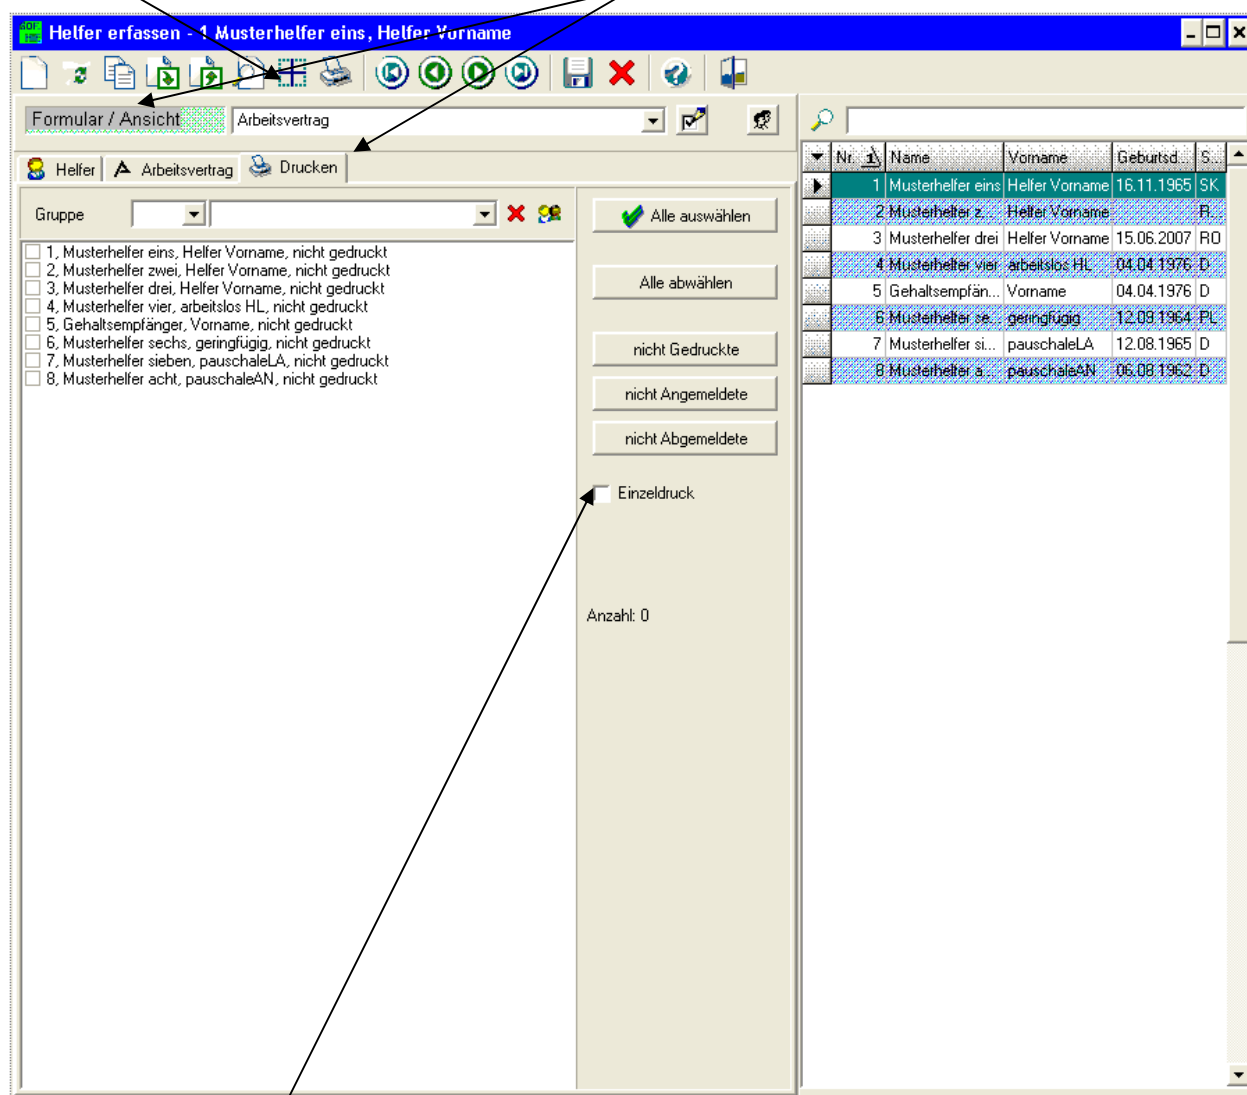 Helfer erfassen - 1 Musterhelfer eins, Helfer Vorname
Formular / Ansicht Arbeitsvertrag
Helfer Arbeitsvertrag Drucken
Gruppe
1, Musterhelfer eins, Helfer Vorname, nicht gedruckt
2, Musterhelfer zwei, Helfer Vorname, nicht gedruckt
3, Musterhelfer drei, Helfer Vorname, nicht gedruckt
4, Musterhelfer vier, arbeitslos HL, nicht gedruckt
5, Gehaltsempfänger, Vorname, nicht gedruckt
6, Musterhelfer sechs, geringfügig, nicht gedruckt
7, Musterhelfer sieben, pauschaleLA, nicht gedruckt
8, Musterhelfer acht, pauschaleAN, nicht gedruckt
Alle auswählen
Alle abwählen
nicht Gedruckte
nicht Angemeldete
nicht Abgemeldete
Einzeldruck
Anzahl: 0
Nr. 1 Name Vorname Geburtsd... S...
1 Musterhelfer eins Helfer Vorname 16.11.1965 SK
2 Musterhelfer z... Helfer Vorname R...
3 Musterhelfer drei Helfer Vorname 15.06.2007 RO
4 Musterhelfer vier arbeitslos HL 04.04.1976 D
5 Gehaltsempfän... Vorname 04.04.1976 D
6 Musterhelfer se... geringfügig 12.09.1964 PL
7 Musterhelfer si... pauschaleLA 12.08.1965 D
8 Musterhelfer a... pauschaleAN 06.08.1962 D